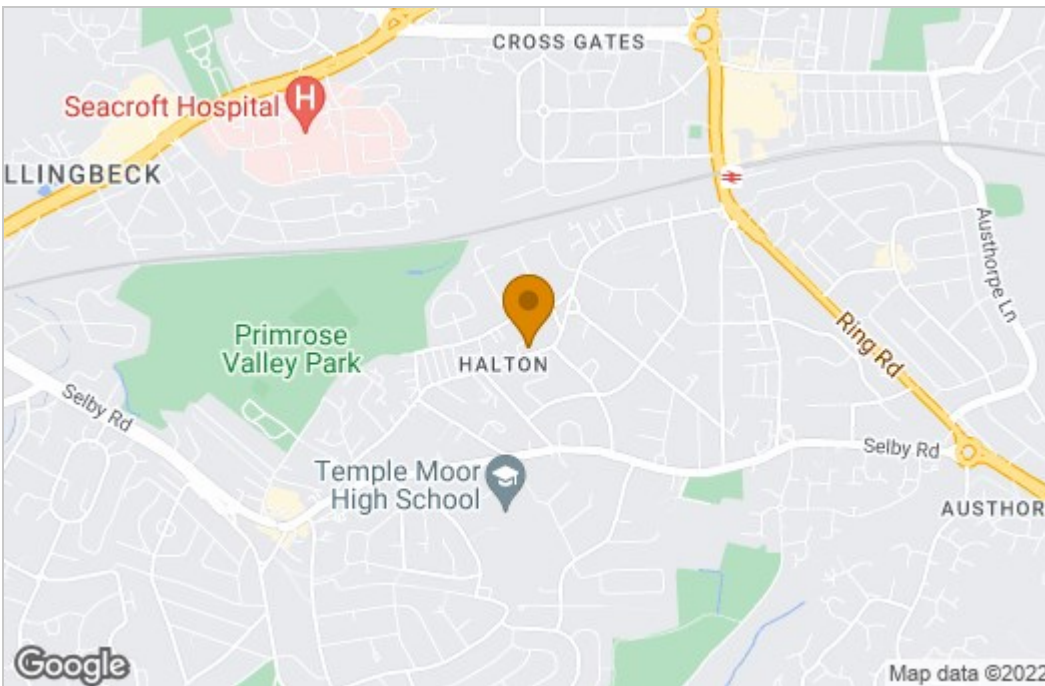 CROSS GATES
Seacroft Hospital
H
LLINGBECK
Austhorpe Ln
Primrose
Valley Park
Ring Rd
HALTON
Selby Rd
Selby Rd
Temple Moor
High School
AUSTHOR
Google
Map data ©2022